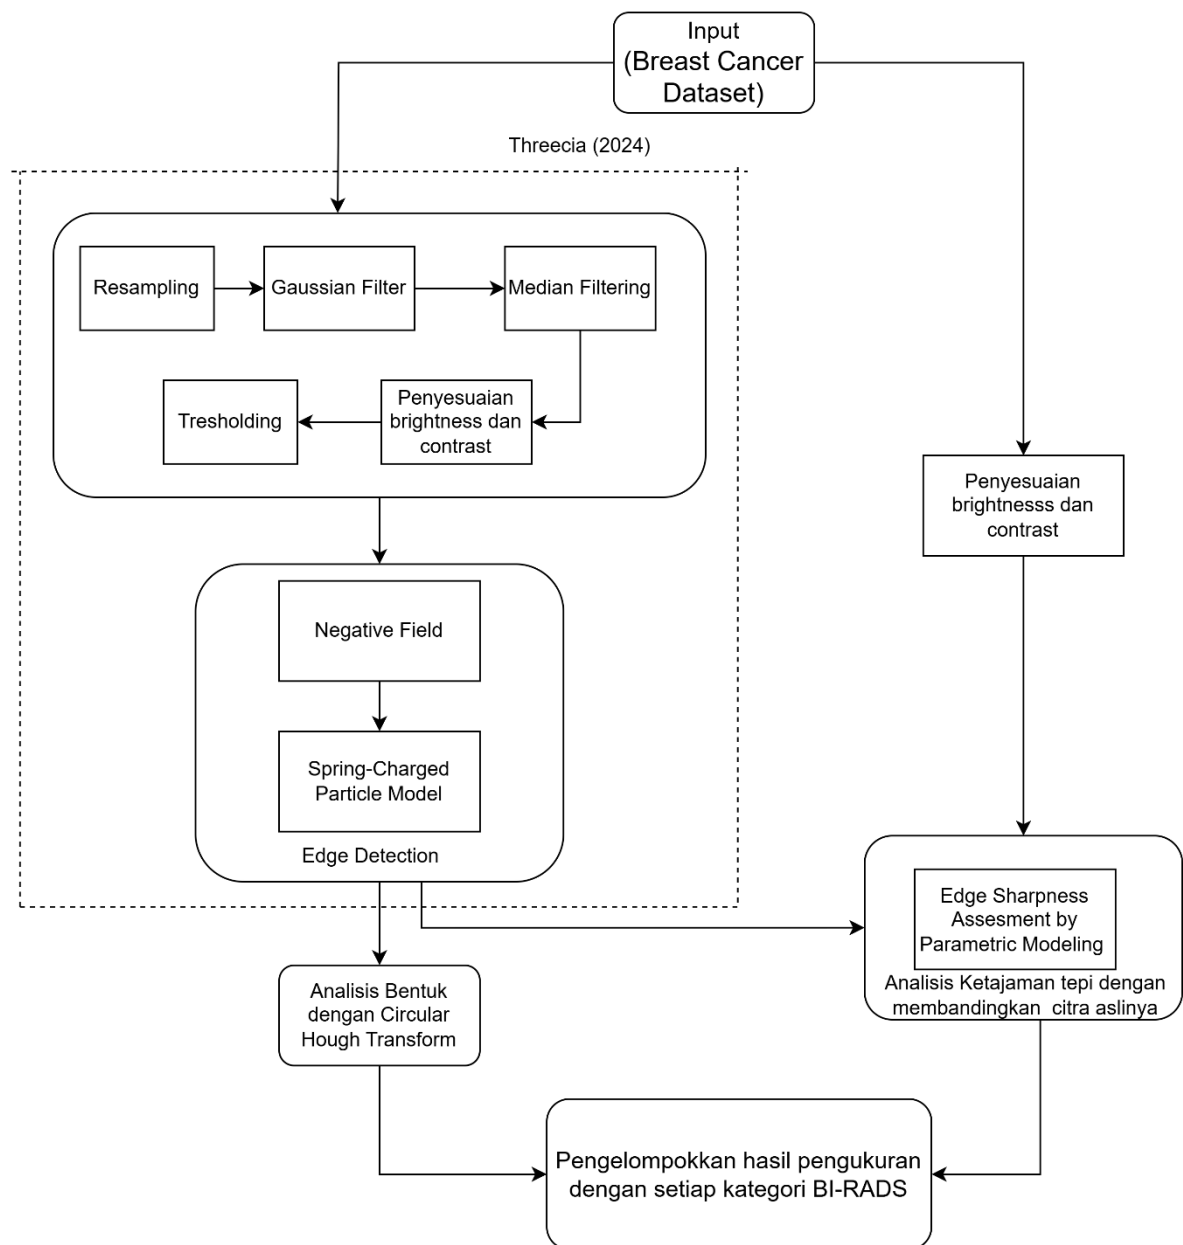 Input
(Breast Cancer
Dataset)
Threecia (2024)
Resampling
Gaussian Filter
Median Filtering
Tresholding
Penyesuaian
brightness dan
contrast
Penyesuaian
brightnesss dan
contrast
Negative Field
Spring-Charged
Particle Model
Edge Detection
Edge Sharpness
Assesment by
Parametric Modeling
Analisis Ketajaman tepi dengan
membandingkan citra aslinya
Analisis Bentuk
dengan Circular
Hough Transform
Pengelompokkan hasil pengukuran
dengan setiap kategori BI-RADS